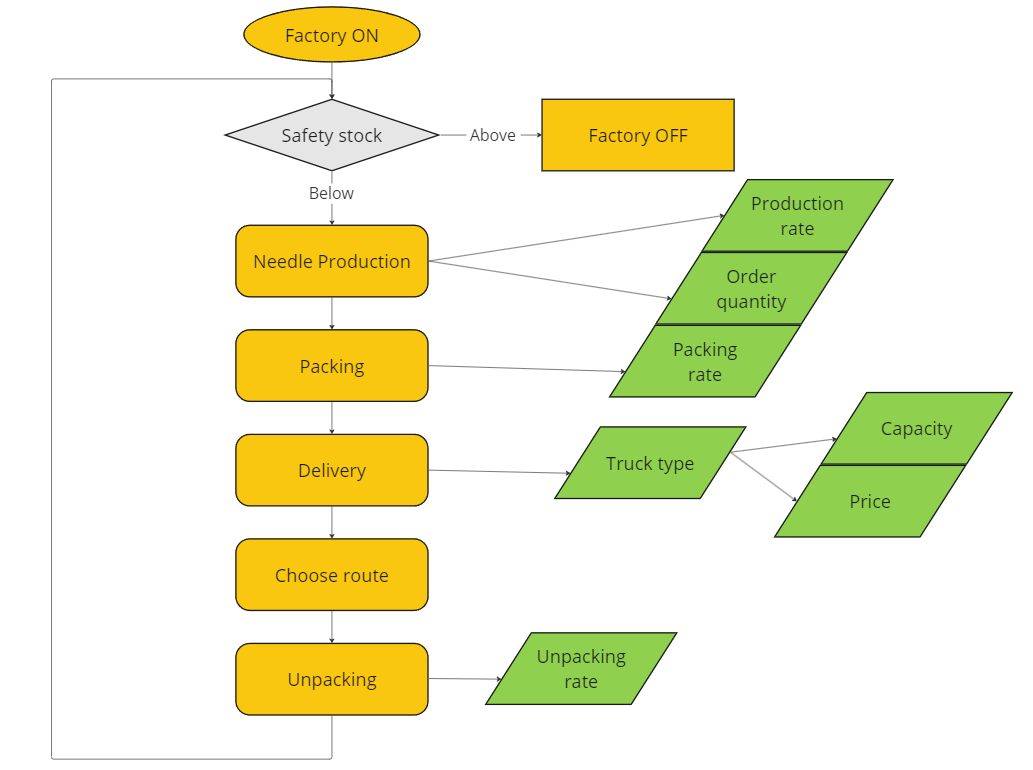 Factory ON
Safety stock
Above
Factory OFF
Below
Needle Production
Production
rate
Order
quantity
Packing
Packing
rate
Delivery
Truck type
Capacity
Price
Choose route
Unpacking
Unpacking
rate